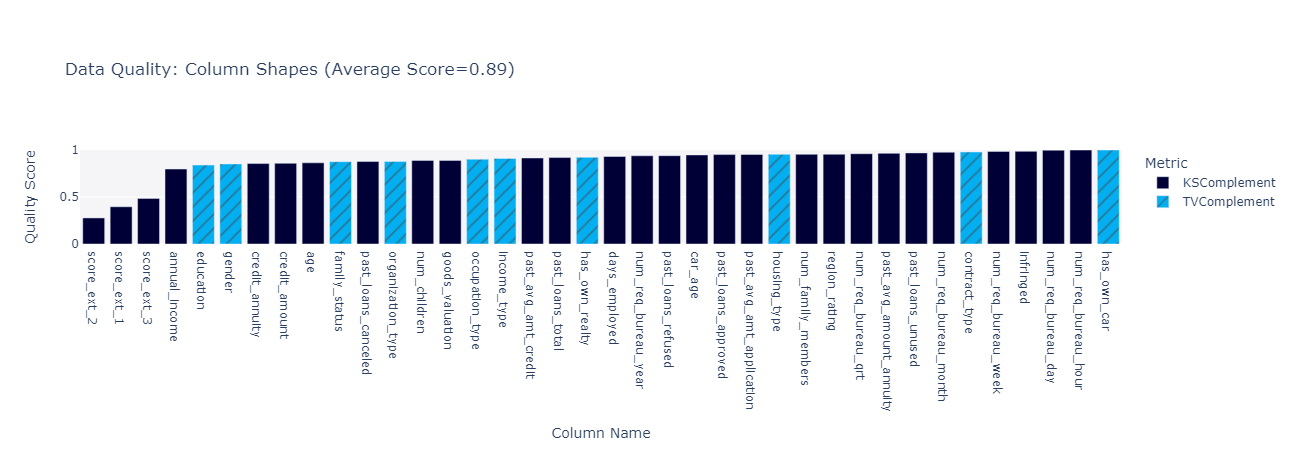 Data Quality: Column Shapes (Average Score=0.89)
Quality Score
1
0.5
0
score_ext_2
score_ext_1
score_ext_3
annual_income
education
gender
credit_annuity
credit_amount
age
family_status
past_loans_canceled
organization_type
num_children
goods_valuation
occupation_type
income_type
past_avg_amt_credit
past_loans_total
has_own_realty
days_employed
num_req_bureau_year
past_loans_refused
car_age
past_loans_approved
past_avg_amt_application
housing_type
num_family_members
region_rating
num_req_bureau_qrt
past_avg_amount_annuity
past_loans_unused
num_req_bureau_month
contract_type
num_req_bureau_week
infringed
num_req_bureau_day
num_req_bureau_hour
has_own_car
Column Name
Metric
KSComplement
TVComplement